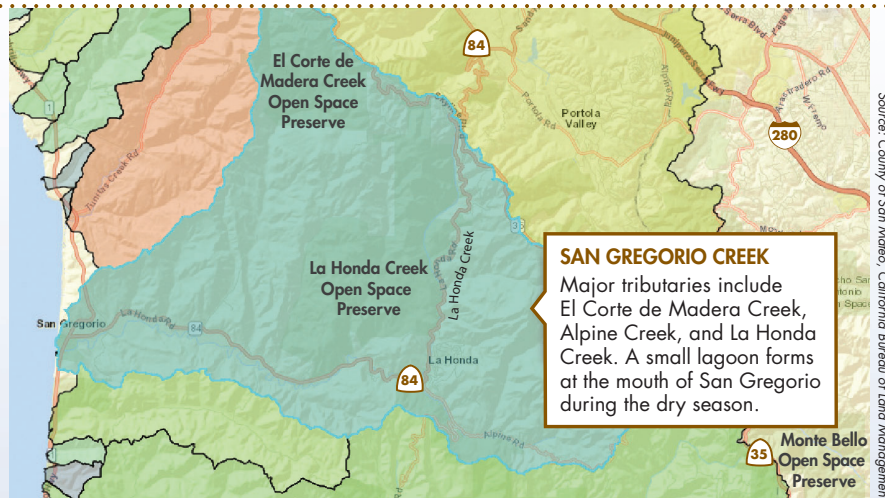 84
El Corte de
Madera Creek
Open Space
Preserve
Portola
Valley
Portola Rd
Alpine Rd
280
1
Tunitas Creek Rd
35
La Honda Creek
La Honda Creek
Open Space
Preserve
San Gregorio
La Honda Rd
84
La Honda
84
Alpine Rd
SAN GREGORIO CREEK
Major tributaries include
El Corte de Madera Creek,
Alpine Creek, and La Honda
Creek. A small lagoon forms
at the mouth of San Gregorio
during the dry season.
35
Monte Bello
Open Space
Preserve
Source: County of San Mateo, California Bureau of Land Management